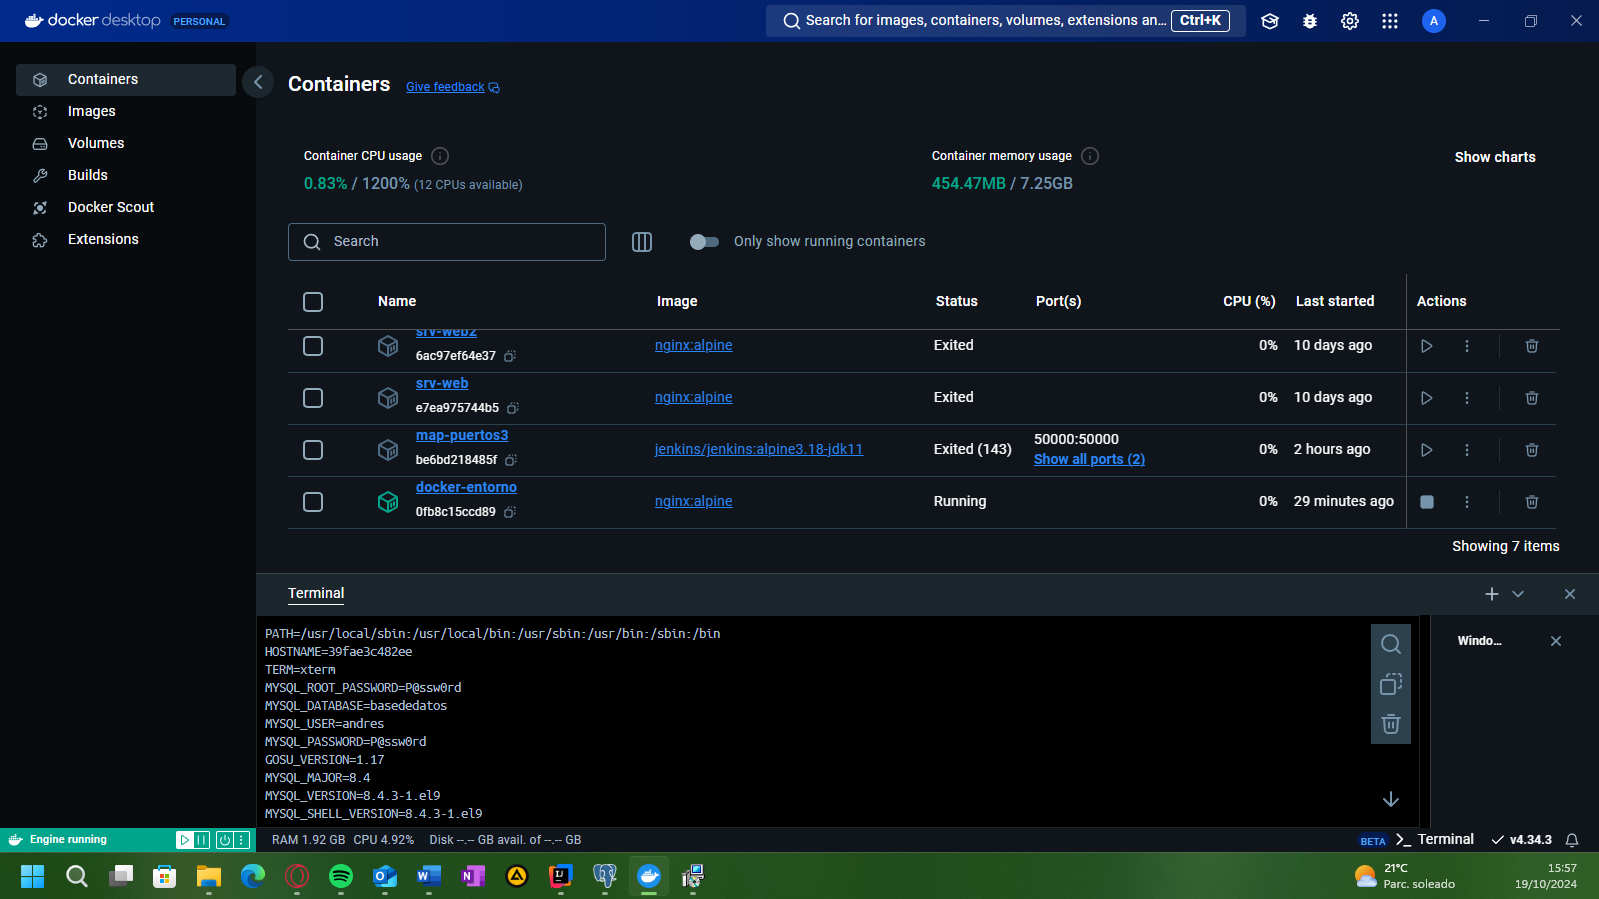 docker desktop PERSONAL
Search for images, containers, volumes, extensions an... Ctrl+K
A
Containers
Images
Volumes
Builds
Docker Scout
Extensions
Containers Give feedback
Container CPU usage
0.83% / 1200% (12 CPUs available)
Container memory usage
454.47MB / 7.25GB
Show charts
Search
Only show running containers
Name Image Status Port(s) CPU (%) Last started Actions
srv-web2
6ac97ef64e37
nginx:alpine Exited 0% 10 days ago
srv-web
e7ea975744b5
nginx:alpine Exited 0% 10 days ago
map-puertos3
be6bd218485f
jenkins/jenkins:alpine3.18-jdk11 Exited (143)
50000:50000
Show all ports (2)
0% 2 hours ago
docker-entorno
0fb8c15ccd89
nginx:alpine Running 0% 29 minutes ago
Showing 7 items
Terminal
PATH=/usr/local/sbin:/usr/local/bin:/usr/sbin:/usr/bin:/sbin:/bin
HOSTNAME=39fae3c482ee
TERM=xterm
MYSQL_ROOT_PASSWORD=P@ssw0rd
MYSQL_DATABASE=basededatos
MYSQL_USER=andres
MYSQL_PASSWORD=P@ssw0rd
GOSU_VERSION=1.17
MYSQL_MAJOR=8.4
MYSQL_VERSION=8.4.3-1.el9
MYSQL_SHELL_VERSION=8.4.3-1.el9
Windo...
Engine running
RAM 1.92 GB CPU 4.92% Disk --.-- GB avail. of --.-- GB
BETA Terminal v4.34.3
21°C
Parc. soleado
15:57
19/10/2024